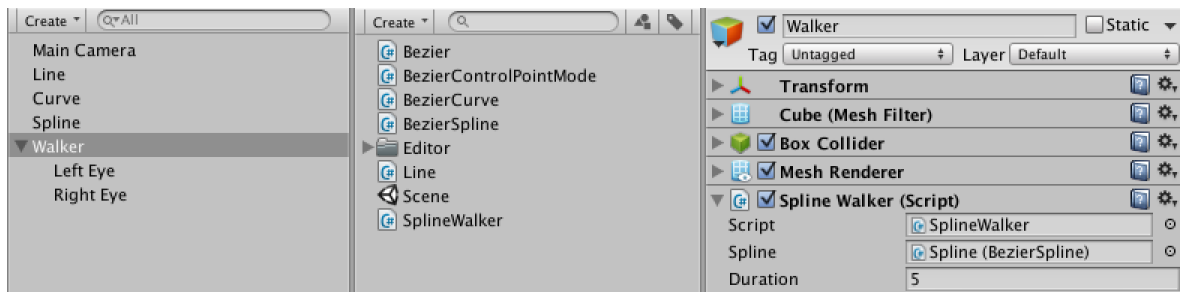 Create
All
Main Camera
Line
Curve
Spline
Walker
Left Eye
Right Eye
Create
Bezier
BezierControlPointMode
BezierCurve
BezierSpline
Editor
Line
Scene
SplineWalker
Walker Static
Tag Untagged Layer Default
Transform
Cube (Mesh Filter)
Box Collider
Mesh Renderer
Spline Walker (Script)
Script SplineWalker
Spline Spline (BezierSpline)
Duration 5